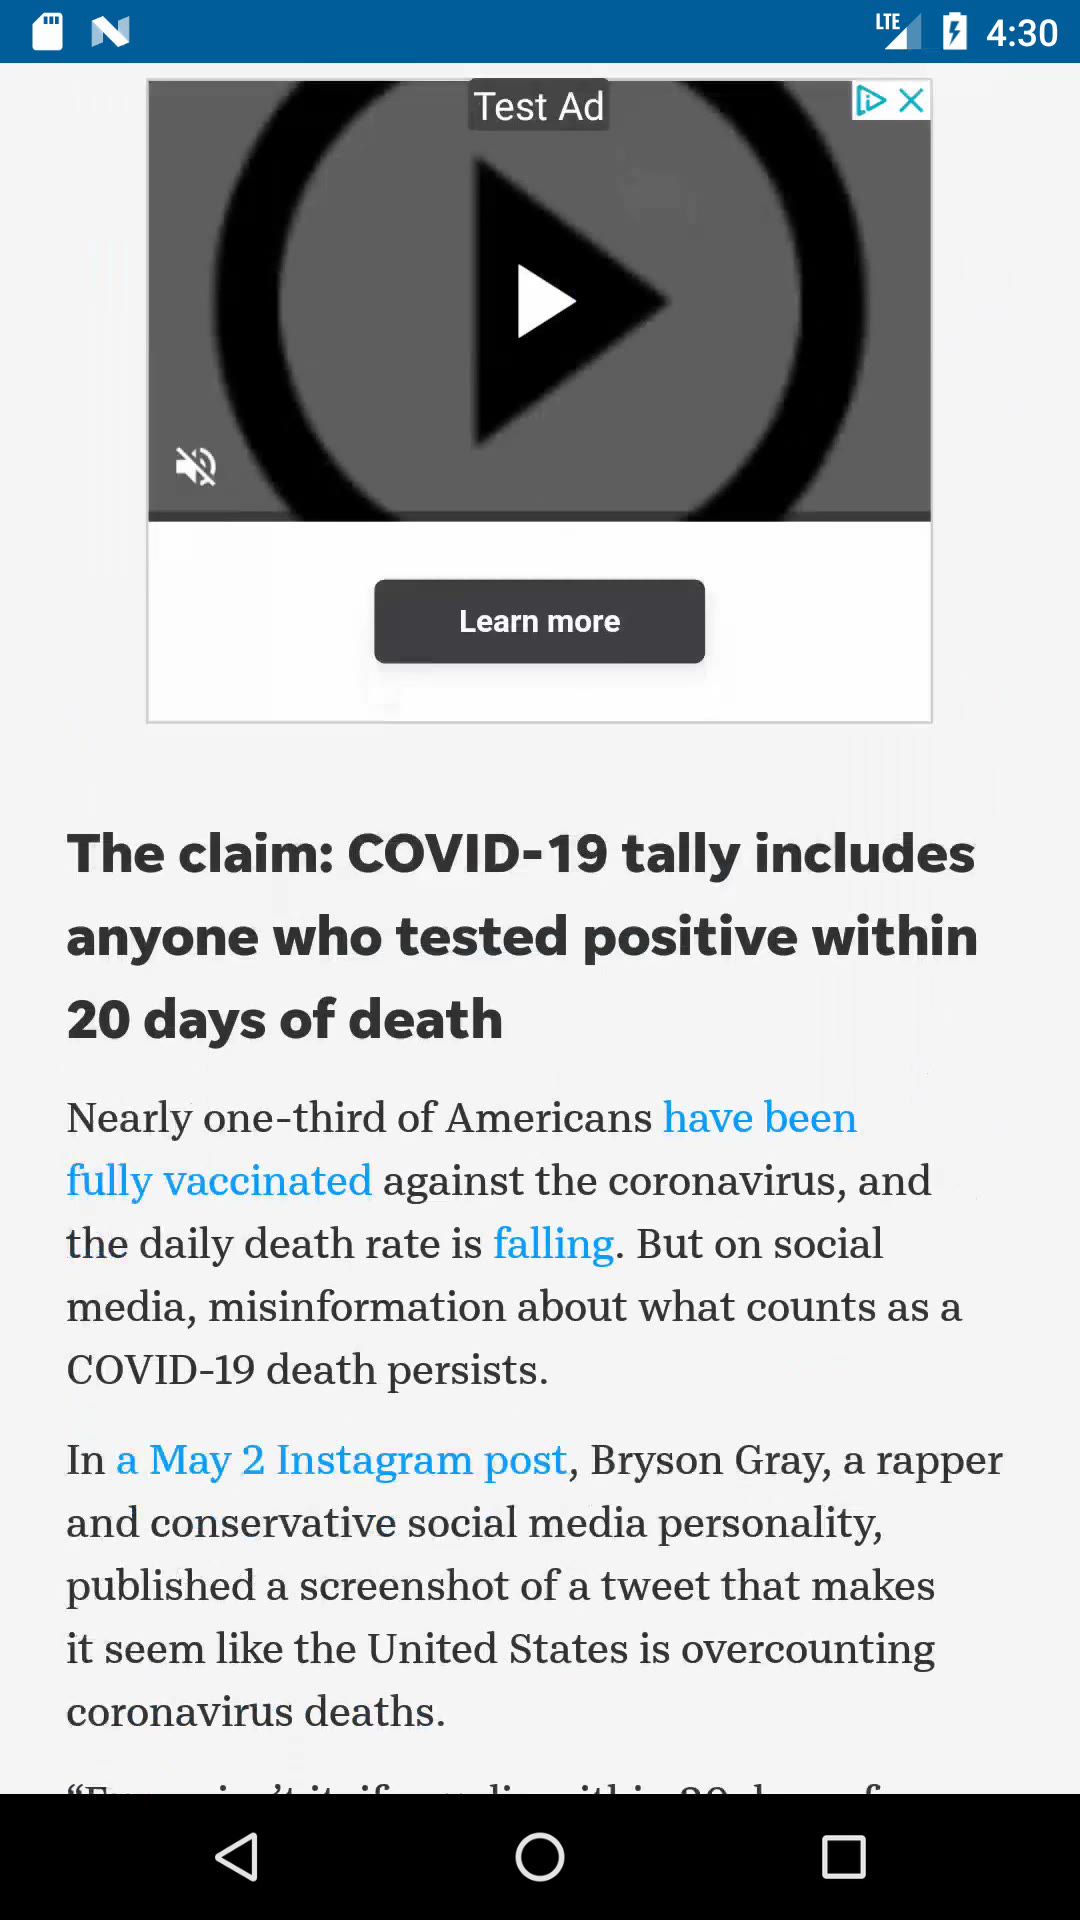 LTE 4:30
Test Ad
Learn more
The claim: COVID-19 tally includes
anyone who tested positive within
20 days of death
Nearly one-third of Americans have been
fully vaccinated against the coronavirus, and
the daily death rate is falling. But on social
media, misinformation about what counts as a
COVID-19 death persists.
In a May 2 Instagram post, Bryson Gray, a rapper
and conservative social media personality,
published a screenshot of a tweet that makes
it seem like the United States is overcounting
coronavirus deaths.